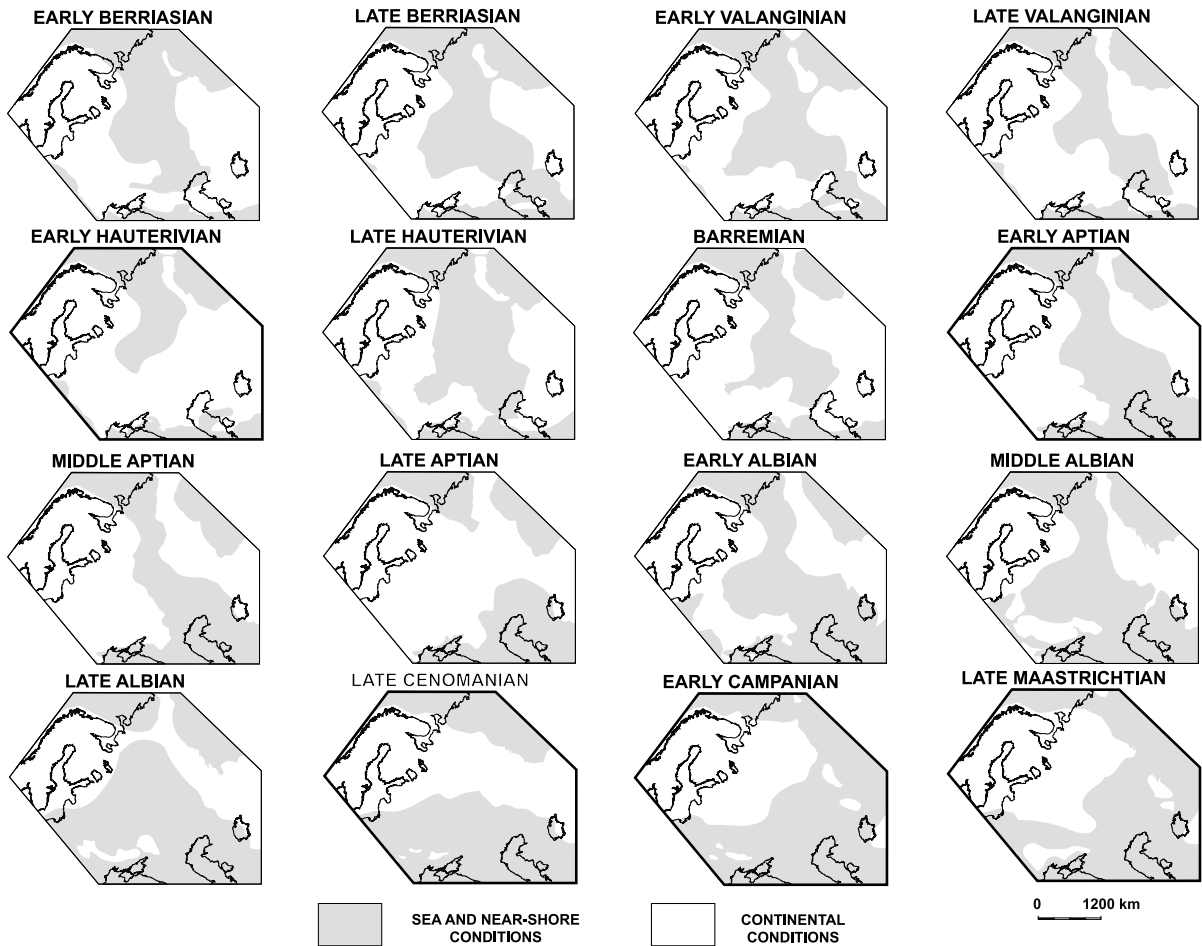 EARLY BERRIASIAN
LATE BERRIASIAN
EARLY VALANGINIAN
LATE VALANGINIAN
EARLY HAUTERIVIAN
LATE HAUTERIVIAN
BARREMIAN
EARLY APTIAN
MIDDLE APTIAN
LATE APTIAN
EARLY ALBIAN
MIDDLE ALBIAN
LATE ALBIAN
LATE CENOMANIAN
EARLY CAMPANIAN
LATE MAASTRICHTIAN
SEA AND NEAR-SHORE
CONDITIONS
CONTINENTAL
CONDITIONS
0 1200 km